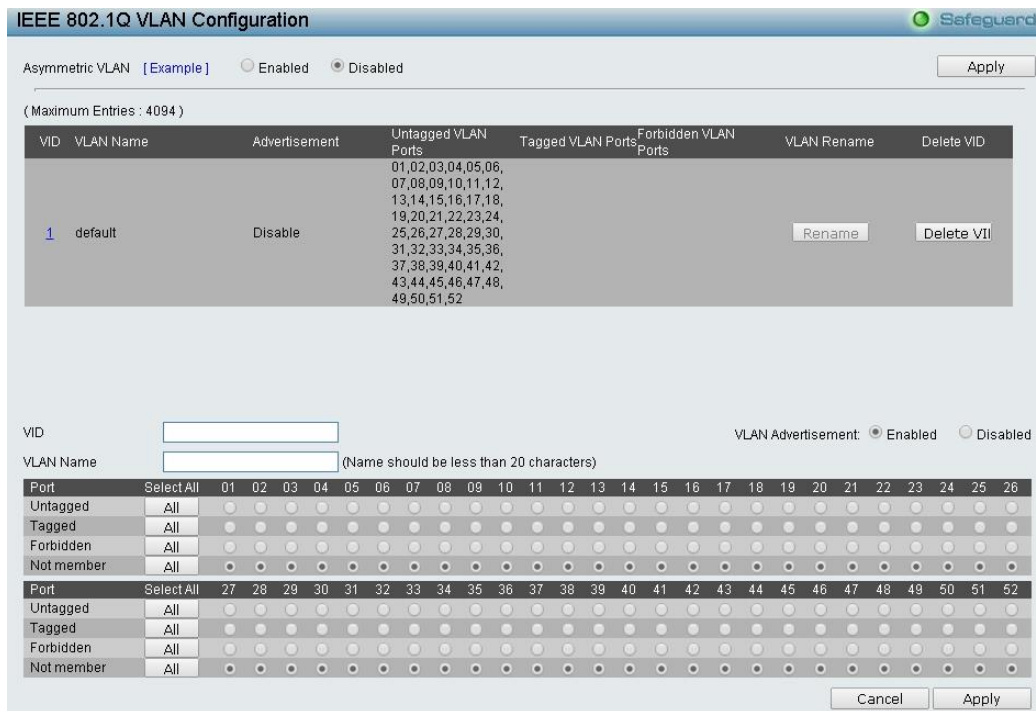 IEEE 802.1Q VLAN Configuration Safeguard
Asymmetric VLAN [ Example ] Enabled Disabled Apply
( Maximum Entries : 4094 )
VID VLAN Name Advertisement Untagged VLAN Ports Tagged VLAN Ports Forbidden VLAN Ports VLAN Rename Delete VID
01,02,03,04,05,06,
07,08,09,10,11,12,
13,14,15,16,17,18,
19,20,21,22,23,24,
1 default Disable 25,26,27,28,29,30, Rename Delete VII
31,32,33,34,35,36,
37,38,39,40,41,42,
43,44,45,46,47,48,
49,50,51,52
VID VLAN Advertisement: Enabled Disabled
VLAN Name (Name should be less than 20 characters)
Port Select All 01 02 03 04 05 06 07 08 09 10 11 12 13 14 15 16 17 18 19 20 21 22 23 24 25 26
Untagged All
Tagged All
Forbidden All
Not member All
Port Select All 27 28 29 30 31 32 33 34 35 36 37 38 39 40 41 42 43 44 45 46 47 48 49 50 51 52
Untagged All
Tagged All
Forbidden All
Not member All
Cancel Apply